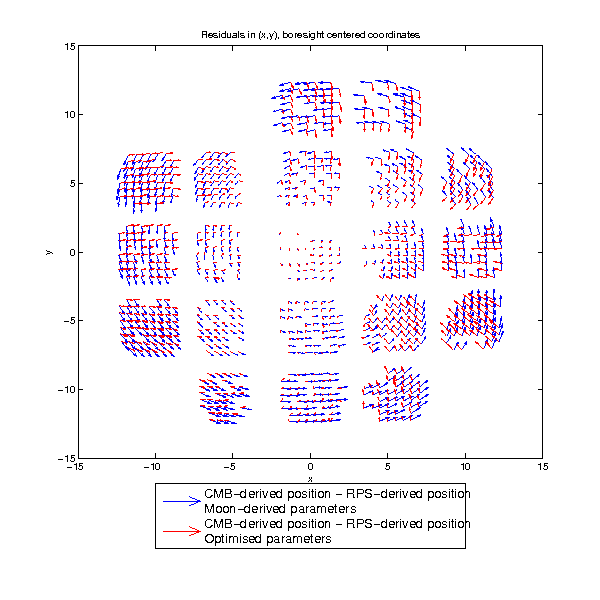 Residuals in (x,y), boresight centered coordinates
15
10
5
0
−5
−10
−15
y
−15
−10
−5
0
5
10
15
x
CMB−derived position − RPS−derived position
Moon−derived parameters
CMB−derived position − RPS−derived position
Optimised parameters